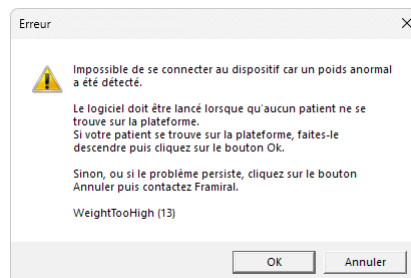 Erreur
Impossible de se connecter au dispositif car un poids anormal
a été détecté.
Le logiciel doit être lancé lorsque qu'aucun patient ne se
trouve sur la plateforme.
Si votre patient se trouve sur la plateforme, faites-le
descendre puis cliquez sur le bouton Ok.
Sinon, ou si le problème persiste, cliquez sur le bouton
Annuler puis contactez Framiral.
WeightTooHigh (13)
OK
Annuler